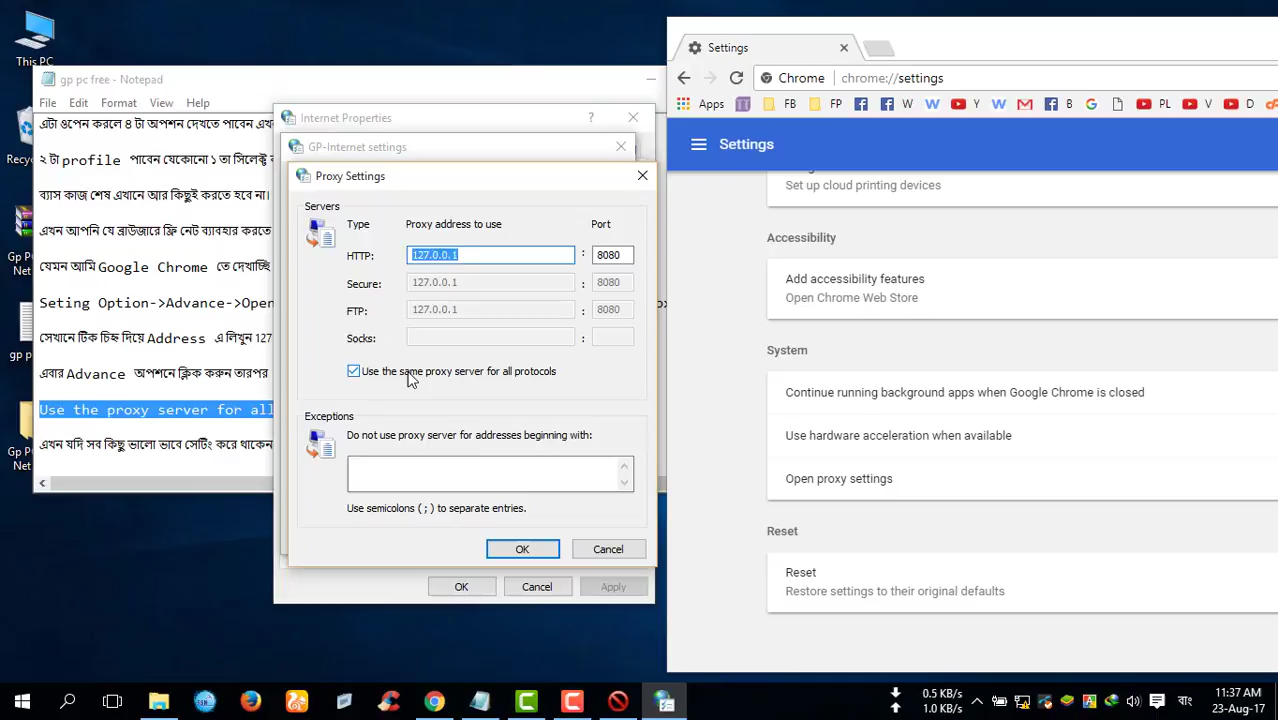 This PC
gp pc free - Notepad
File Edit Format View Help
এটা ওপেন করলে ৪ টা অপশন দেখতে পাবেন এখ
২ টা profile পাবেন যেকোনো ১ তা সিলেক্ট ক
ব্যাস কাজ শেষ এখানে আর কিছুই করতে হবে না।
এখন আপনি যে ব্রাউজারে ফ্রি নেট ব্যবহার করতে
যেমন আমি Google Chrome তে দেখাচ্ছি
Seting Option->Advance->Open
সেখানে টিক চিহ্ন দিয়ে Address এ লিখুন 127
এবার Advance অপশনে ক্লিক করুন তারপর
Use the proxy server for all
এখন যদি সব কিছু ভালো ভাবে সেটিং করে থাকেন
Recyc
Gp P
Net
gp p
Gp P
Net
Internet Properties
?
GP-Internet settings
Proxy Settings
Servers
Type Proxy address to use Port
HTTP: 127.0.0.1 : 8080
Secure: 127.0.0.1 : 8080
FTP: 127.0.0.1 : 8080
Socks: :
Use the same proxy server for all protocols
Exceptions
Do not use proxy server for addresses beginning with:
Use semicolons ( ; ) to separate entries.
OK Cancel
OK Cancel Apply
Settings
Chrome chrome://settings
Apps FB FP W Y M B PL V D
Settings
Set up cloud printing devices
Accessibility
Add accessibility features
Open Chrome Web Store
System
Continue running background apps when Google Chrome is closed
Use hardware acceleration when available
Open proxy settings
Reset
Reset
Restore settings to their original defaults
0.5 KB/s
1.0 KB/s
বাং
11:37 AM
23-Aug-17